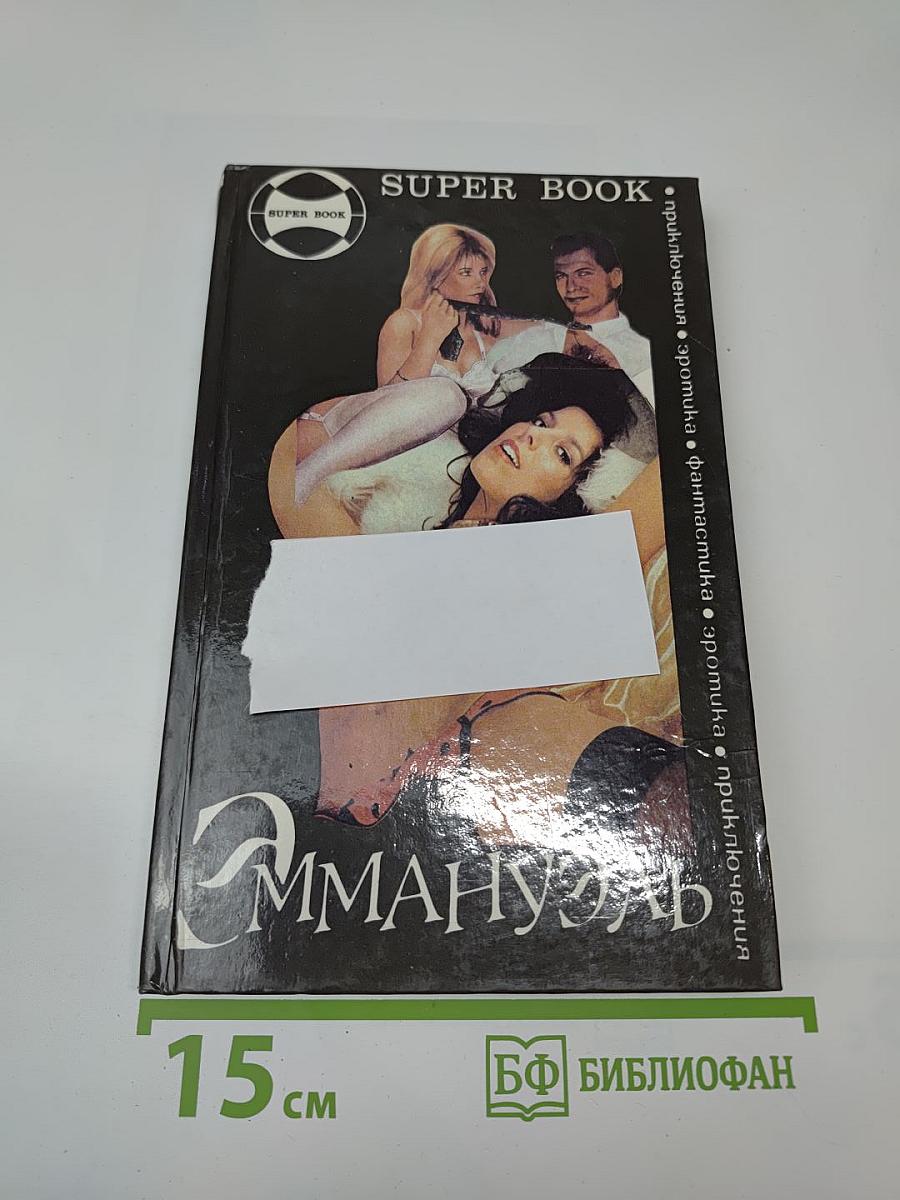 SUPER BOOK
SUPER BOOK
• приключения • эротика • фантастика • эротика • приключения
Эммануэль
15 см
БФ БИБЛИОФАН